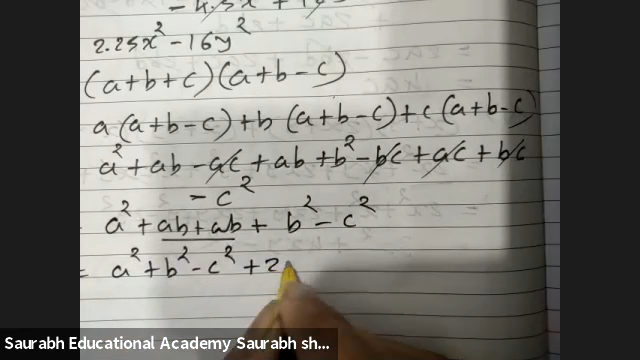 2.25x² - 16y²
(a+b+c)(a+b-c)
a(a+b-c)+b(a+b-c)+c(a+b-c)
a²+ab-ac+ab+b²-bc+ac+bc
-c²
a²+ab+ab+b²-c²
= a²+b²-c²+2
Saurabh Educational Academy Saurabh sh...